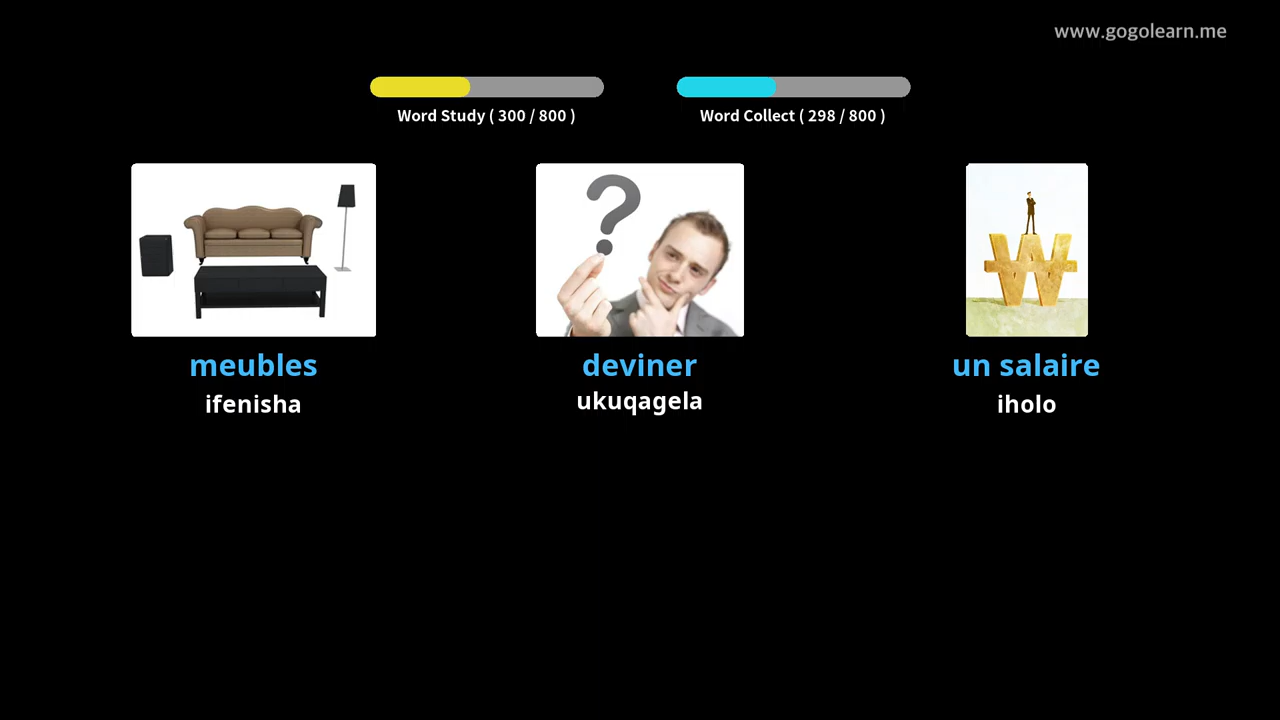 www.gogolearn.me
Word Study ( 300 / 800 )
Word Collect ( 298 / 800 )
meubles
deviner
un salaire
ifenisha
ukuqagela
iholo